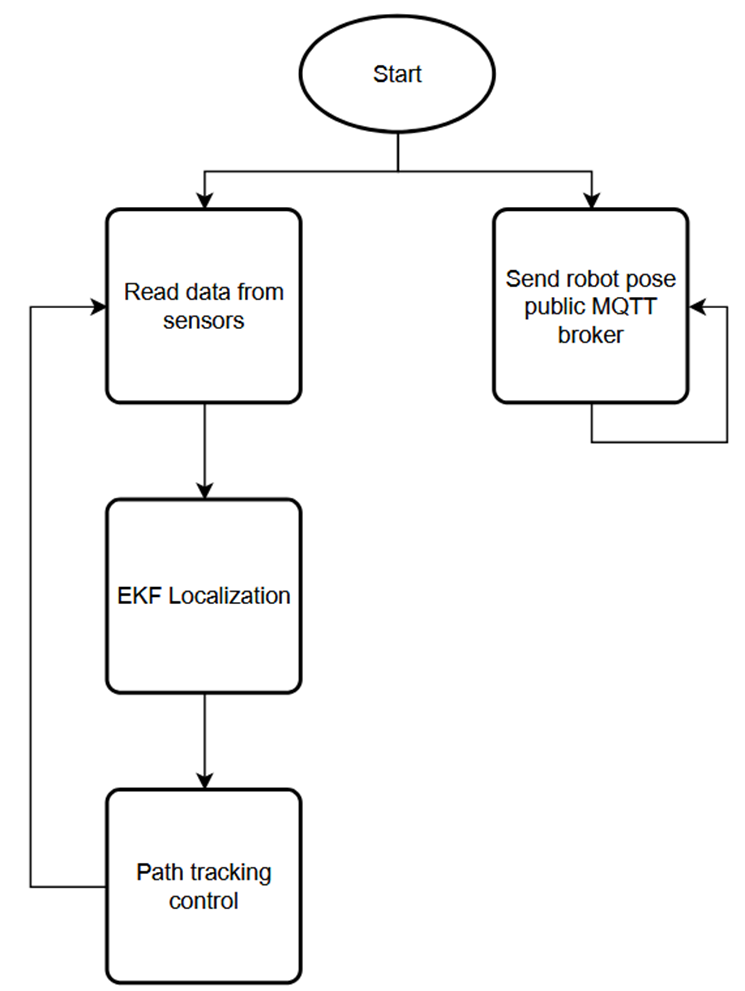 Start
Read data from
sensors
Send robot pose
public MQTT
broker
EKF Localization
Path tracking
control